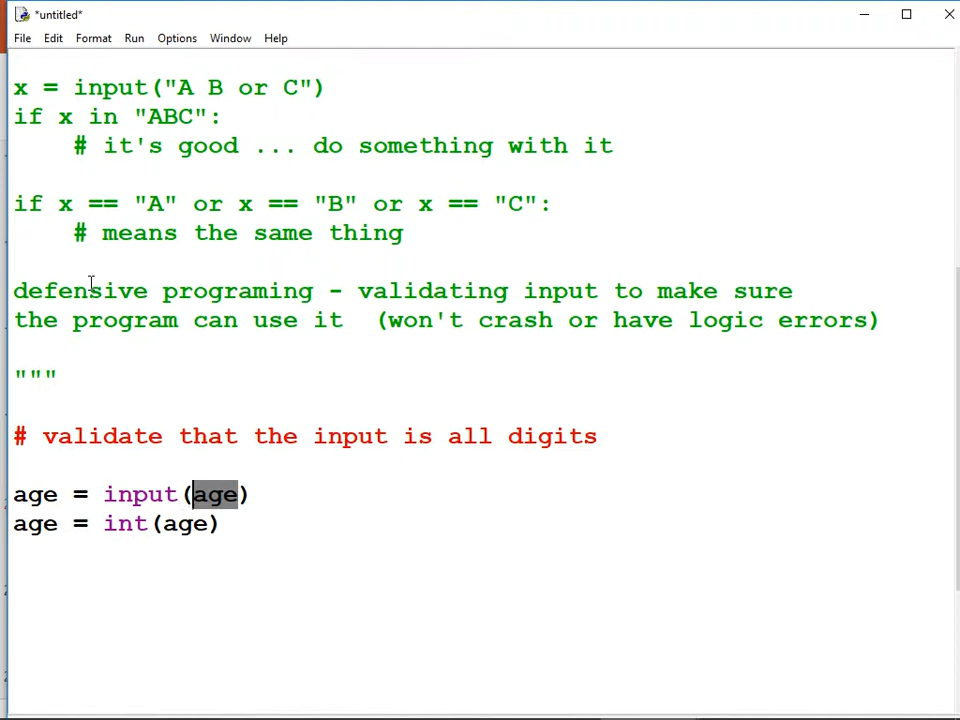 *untitled*
File Edit Format Run Options Window Help
x = input("A B or C")
if x in "ABC":
# it's good ... do something with it
if x == "A" or x == "B" or x == "C":
# means the same thing
defensive programing - validating input to make sure
the program can use it (won't crash or have logic errors)
"""
# validate that the input is all digits
age = input(age)
age = int(age)